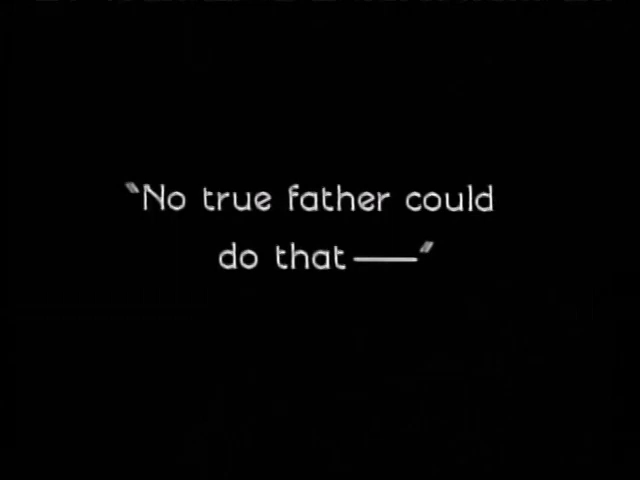 "No true father could
do that——"